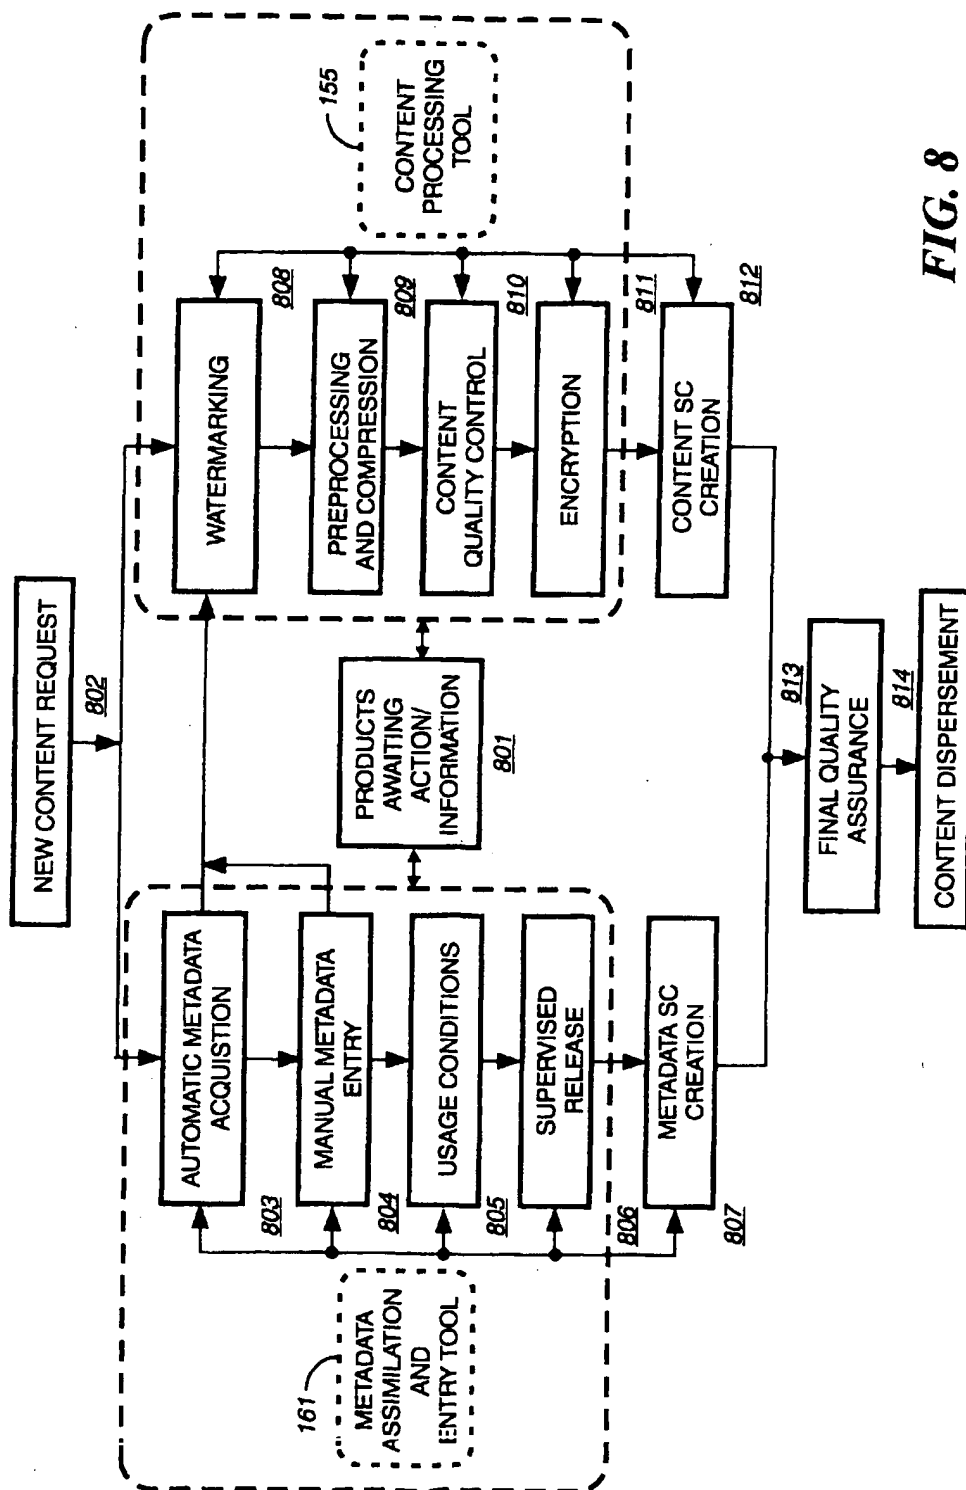 NEW CONTENT REQUEST
802
AUTOMATIC METADATA
ACQUISTION
803
MANUAL METADATA
ENTRY
804
USAGE CONDITIONS
805
SUPERVISED
RELEASE
806
METADATA SC
CREATION
807
161
METADATA
ASSIMILATION
AND
ENTRY TOOL
PRODUCTS
AWAITING
ACTION/
INFORMATION
801
WATERMARKING
808
PREPROCESSING
AND COMPRESSION
809
CONTENT
QUALITY CONTROL
810
ENCRYPTION
811
CONTENT SC
CREATION
812
155
CONTENT
PROCESSING
TOOL
813
FINAL QUALITY
ASSURANCE
814
CONTENT DISPERSEMENT
FIG. 8